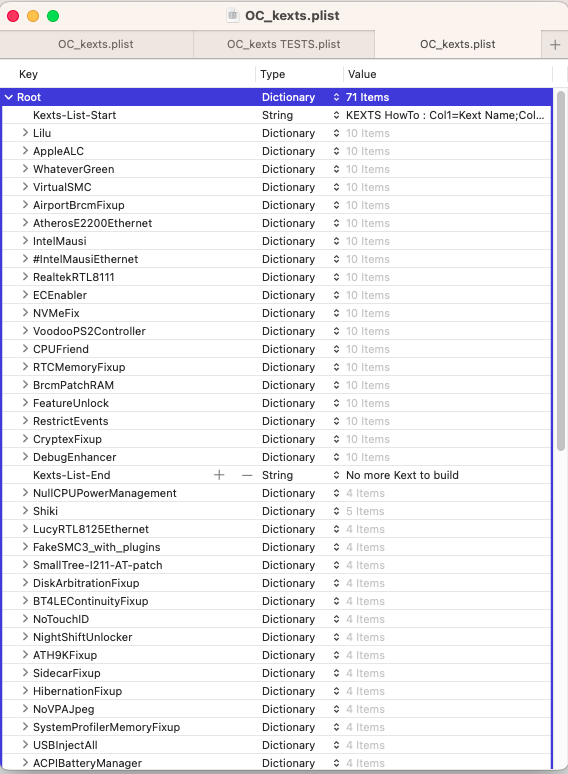 OC_kexts.plist
OC_kexts.plist OC_kexts TESTS.plist OC_kexts.plist +
Key Type Value
Root Dictionary 71 Items
Kexts-List-Start String KEXTS HowTo : Col1=Kext Name;Col...
Lilu Dictionary 10 Items
AppleALC Dictionary 10 Items
WhateverGreen Dictionary 10 Items
VirtualSMC Dictionary 10 Items
AirportBrcmFixup Dictionary 10 Items
AtherosE2200Ethernet Dictionary 10 Items
IntelMausi Dictionary 10 Items
#IntelMausiEthernet Dictionary 10 Items
RealtekRTL8111 Dictionary 10 Items
ECEnabler Dictionary 10 Items
NVMeFix Dictionary 10 Items
VoodooPS2Controller Dictionary 10 Items
CPUFriend Dictionary 10 Items
RTCMemoryFixup Dictionary 10 Items
BrcmPatchRAM Dictionary 10 Items
FeatureUnlock Dictionary 10 Items
RestrictEvents Dictionary 10 Items
CryptexFixup Dictionary 10 Items
DebugEnhancer Dictionary 10 Items
Kexts-List-End + − String No more Kext to build
NullCPUPowerManagement Dictionary 4 Items
Shiki Dictionary 5 Items
LucyRTL8125Ethernet Dictionary 4 Items
FakeSMC3_with_plugins Dictionary 4 Items
SmallTree-I211-AT-patch Dictionary 4 Items
DiskArbitrationFixup Dictionary 4 Items
BT4LEContinuityFixup Dictionary 4 Items
NoTouchID Dictionary 4 Items
NightShiftUnlocker Dictionary 4 Items
ATH9KFixup Dictionary 4 Items
SidecarFixup Dictionary 4 Items
HibernationFixup Dictionary 4 Items
NoVPAJpeg Dictionary 4 Items
SystemProfilerMemoryFixup Dictionary 4 Items
USBInjectAll Dictionary 4 Items
ACPIBatteryManager Dictionary 4 Items